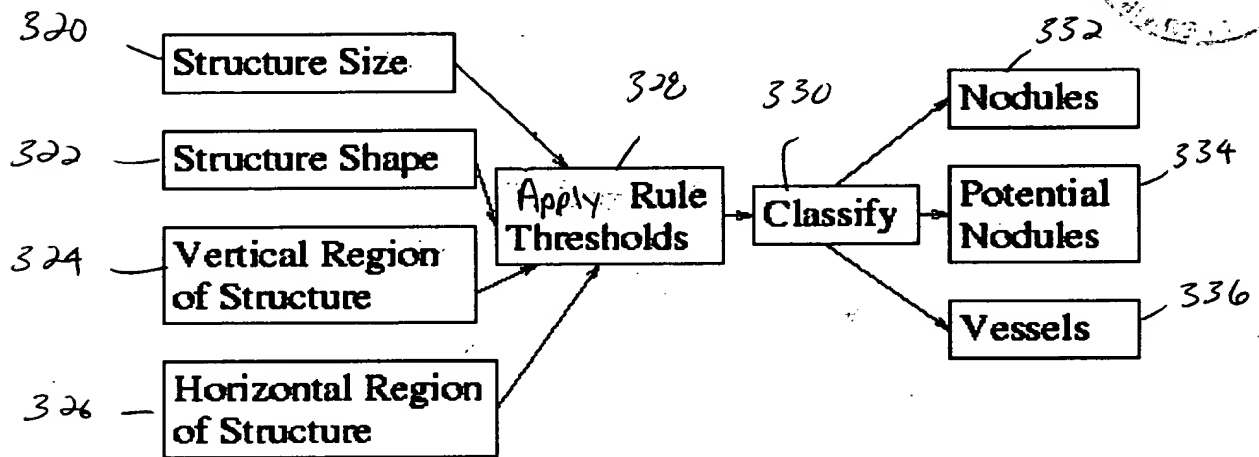 320
Structure Size
322
Structure Shape
324
Vertical Region
of Structure
326
Horizontal Region
of Structure
328
Apply Rule
Thresholds
330
Classify
332
Nodules
334
Potential
Nodules
336
Vessels